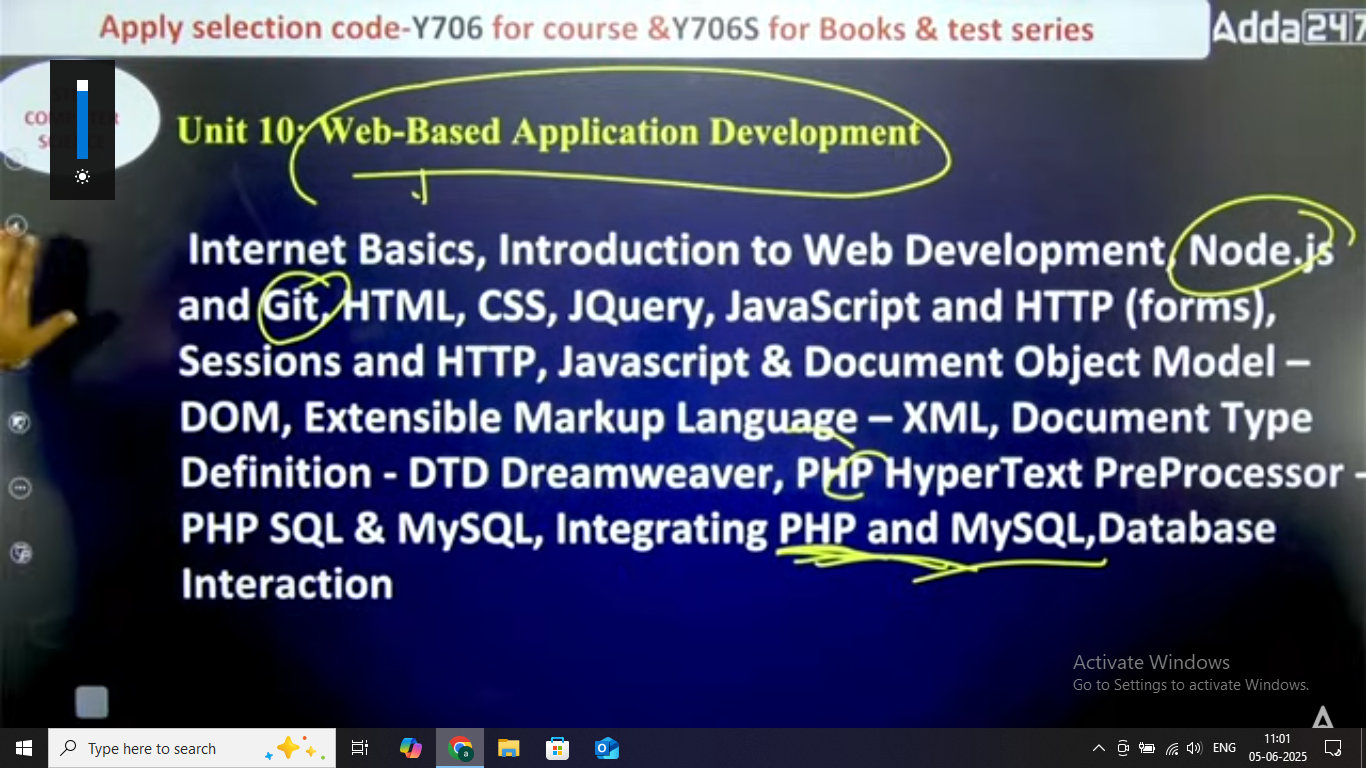 Apply selection code-Y706 for course &Y706S for Books & test series
Adda247
Unit 10: Web-Based Application Development
Internet Basics, Introduction to Web Development, Node.js
and Git, HTML, CSS, JQuery, JavaScript and HTTP (forms),
Sessions and HTTP, Javascript & Document Object Model –
DOM, Extensible Markup Language – XML, Document Type
Definition - DTD Dreamweaver, PHP HyperText PreProcessor -
PHP SQL & MySQL, Integrating PHP and MySQL,Database
Interaction
Activate Windows
Go to Settings to activate Windows.
Type here to search
ENG
11:01
05-06-2025